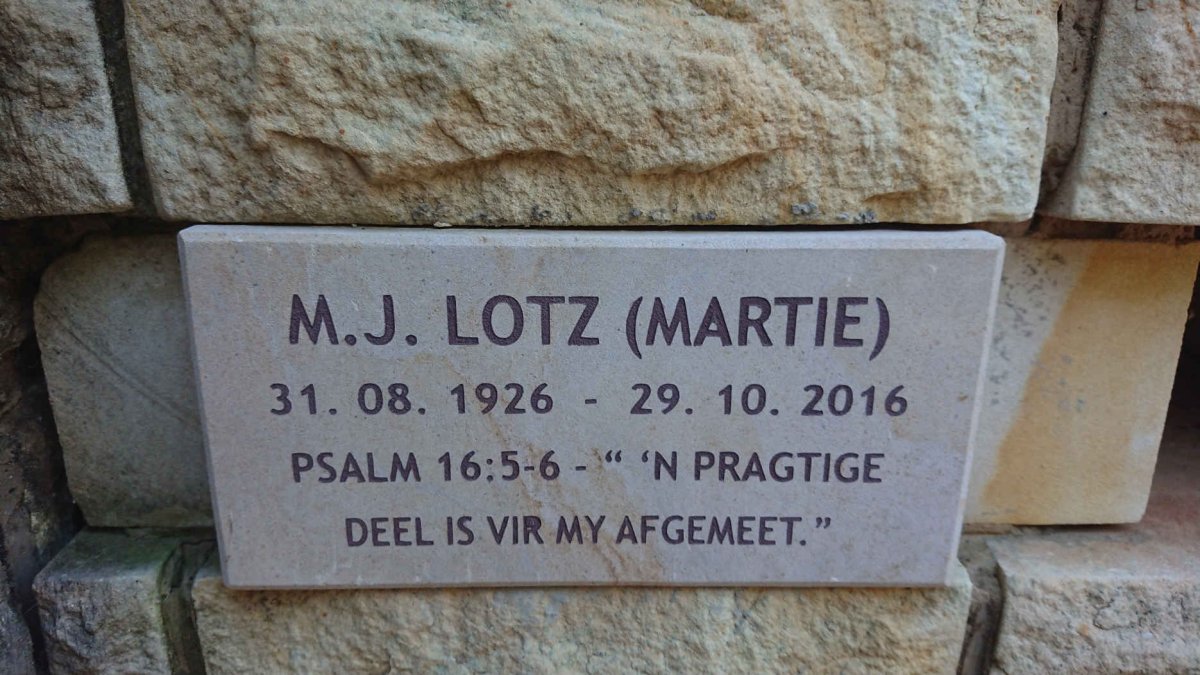 M.J. LOTZ (MARTIE)
31. 08. 1926 - 29. 10. 2016
PSALM 16:5-6 - “ ‘N PRAGTIGE
DEEL IS VIR MY AFGEMEET.”